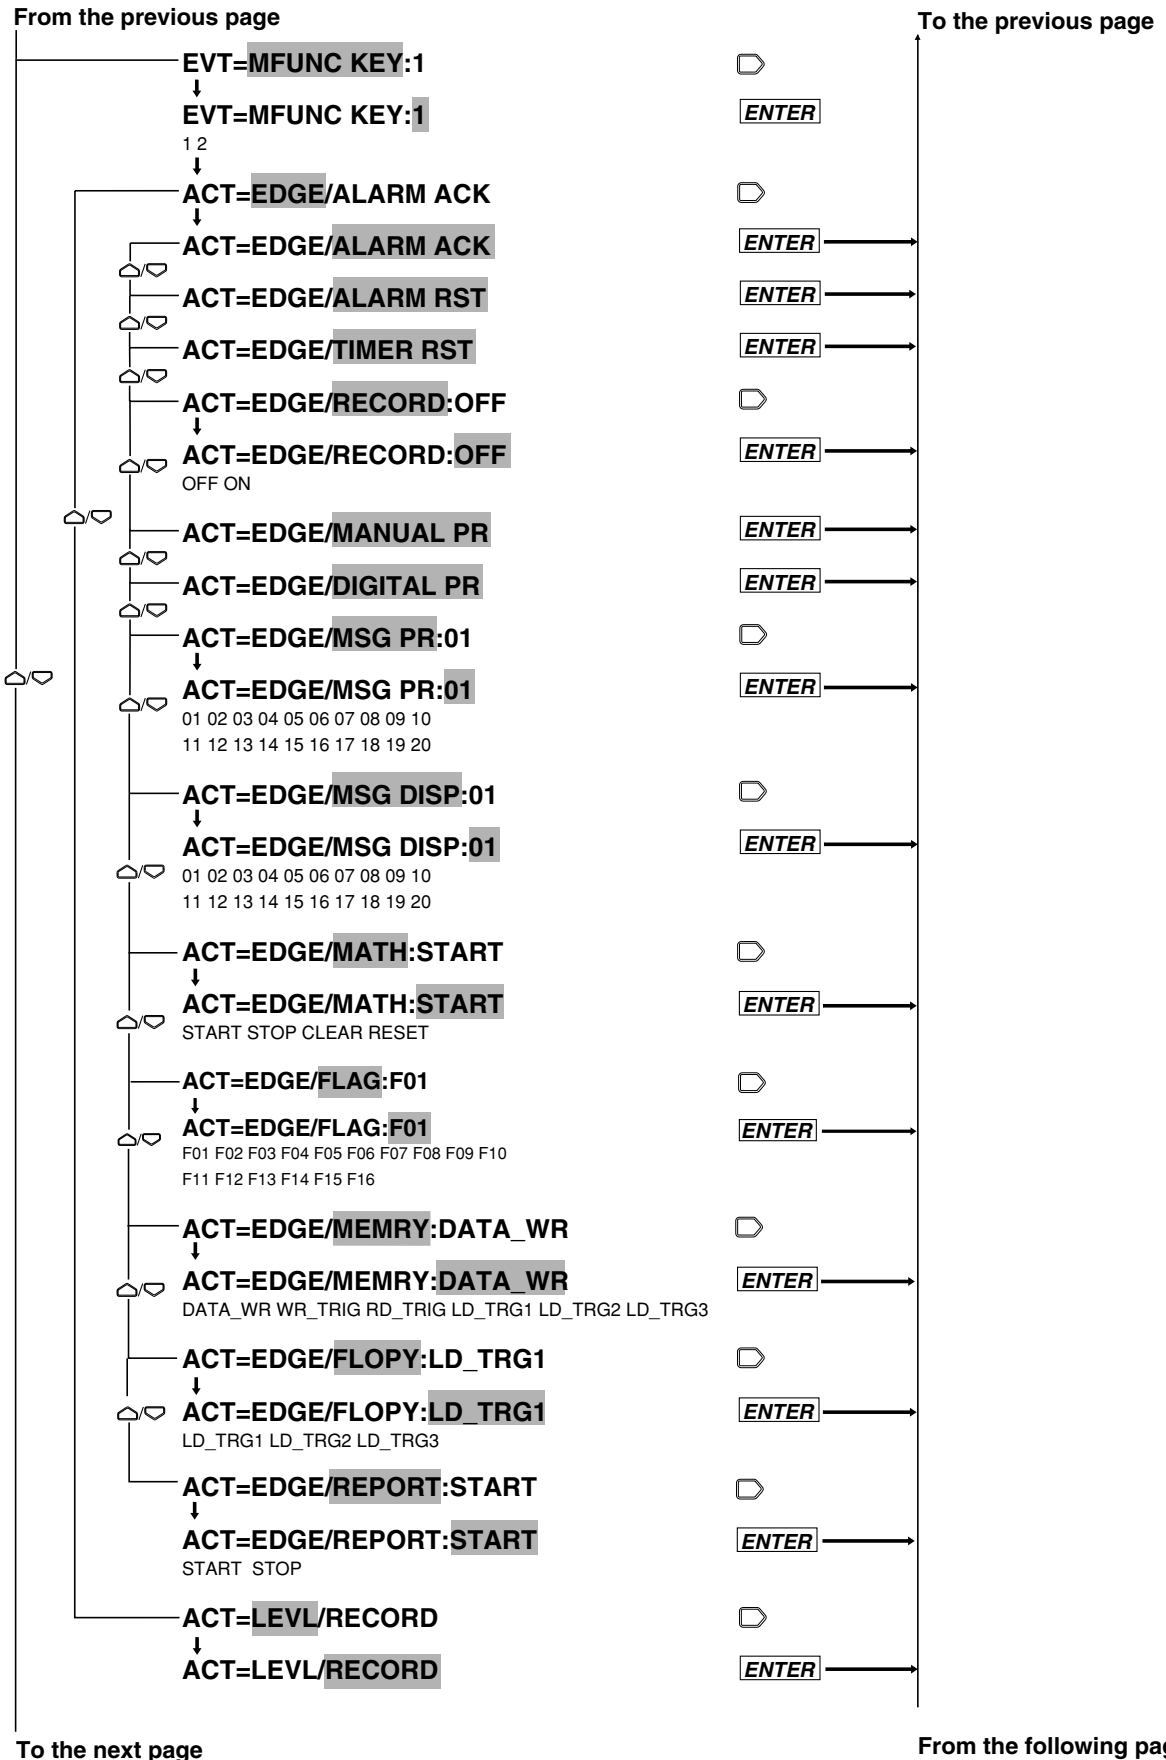 From the previous page
To the previous page
EVT=MFUNC KEY:1
EVT=MFUNC KEY:1 ENTER
1 2
ACT=EDGE/ALARM ACK
ACT=EDGE/ALARM ACK ENTER
ACT=EDGE/ALARM RST ENTER
ACT=EDGE/TIMER RST ENTER
ACT=EDGE/RECORD:OFF
ACT=EDGE/RECORD:OFF ENTER
OFF ON
ACT=EDGE/MANUAL PR ENTER
ACT=EDGE/DIGITAL PR ENTER
ACT=EDGE/MSG PR:01
ACT=EDGE/MSG PR:01 ENTER
01 02 03 04 05 06 07 08 09 10
11 12 13 14 15 16 17 18 19 20
ACT=EDGE/MSG DISP:01
ACT=EDGE/MSG DISP:01 ENTER
01 02 03 04 05 06 07 08 09 10
11 12 13 14 15 16 17 18 19 20
ACT=EDGE/MATH:START
ACT=EDGE/MATH:START ENTER
START STOP CLEAR RESET
ACT=EDGE/FLAG:F01
ACT=EDGE/FLAG:F01 ENTER
F01 F02 F03 F04 F05 F06 F07 F08 F09 F10
F11 F12 F13 F14 F15 F16
ACT=EDGE/MEMRY:DATA_WR
ACT=EDGE/MEMRY:DATA_WR ENTER
DATA_WR WR_TRIG RD_TRIG LD_TRG1 LD_TRG2 LD_TRG3
ACT=EDGE/FLOPY:LD_TRG1
ACT=EDGE/FLOPY:LD_TRG1 ENTER
LD_TRG1 LD_TRG2 LD_TRG3
ACT=EDGE/REPORT:START
ACT=EDGE/REPORT:START ENTER
START STOP
ACT=LEVL/RECORD
ACT=LEVL/RECORD ENTER
To the next page
From the following pag